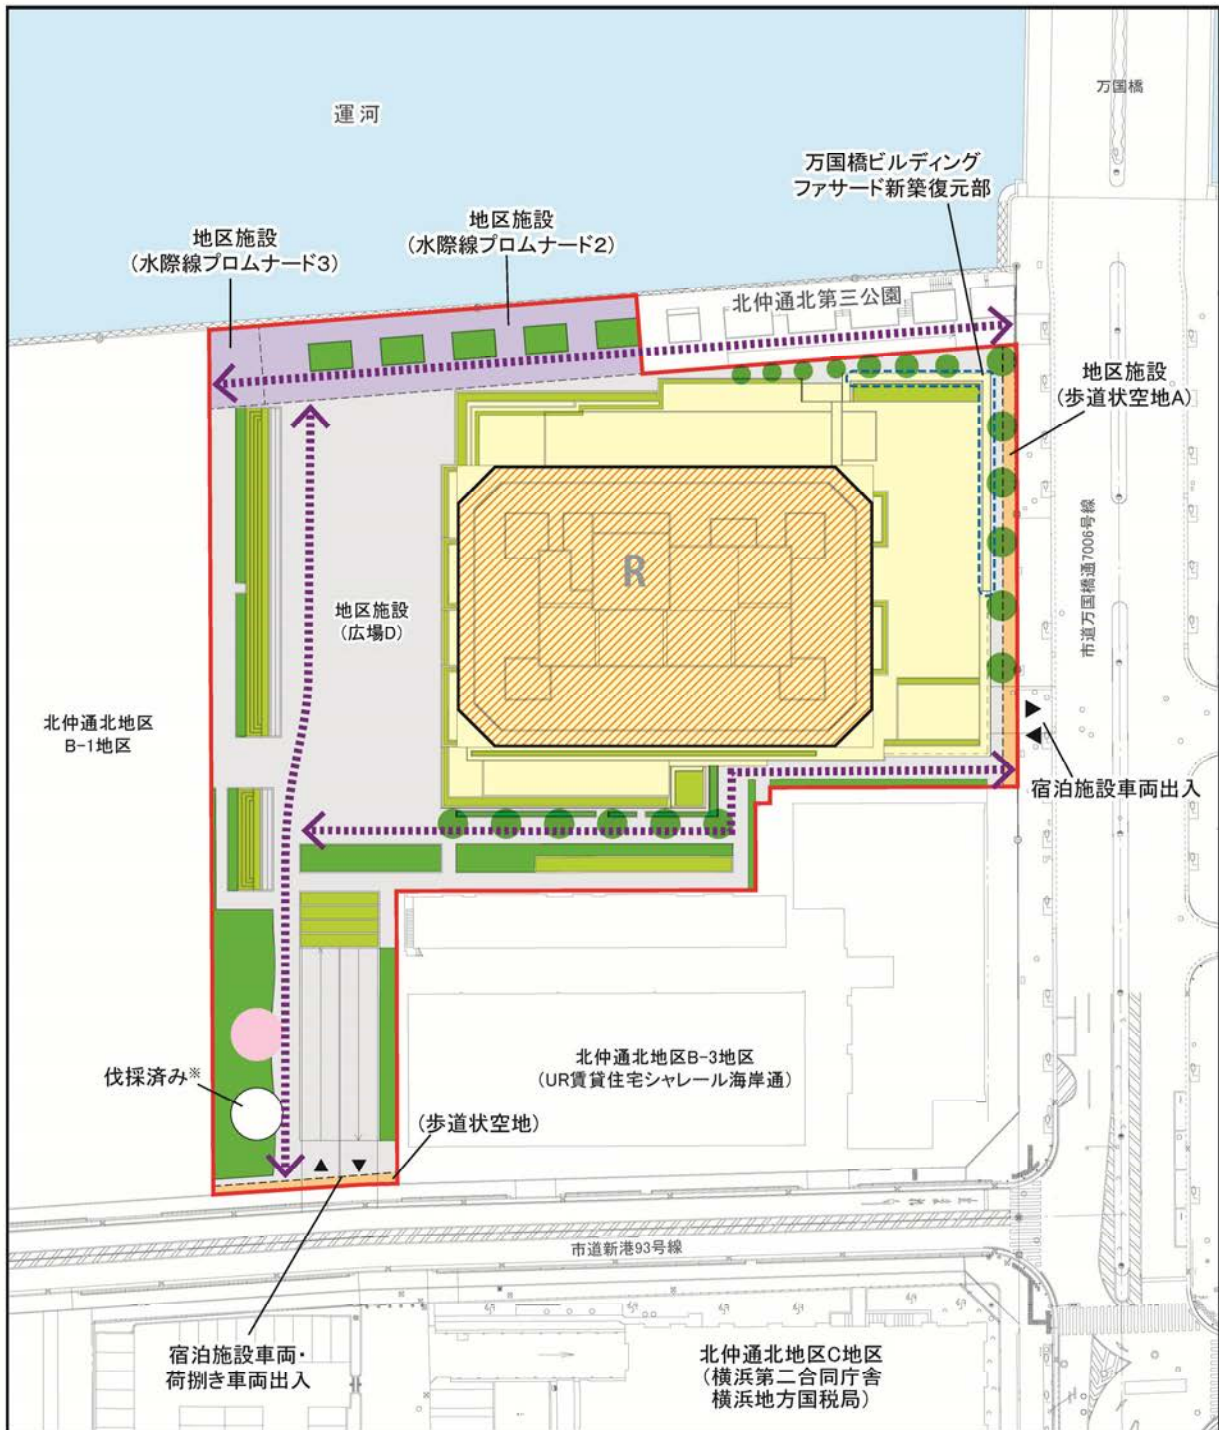 万国橋
運河
万国橋ビルディング
ファサード新築復元部
地区施設
(水際線プロムナード2)
地区施設
(水際線プロムナード3)
北仲通北第三公園
地区施設
(歩道状空地A)
市道万国橋通7006号線
R
地区施設
(広場D)
北仲通北地区
B-1地区
宿泊施設車両出入
北仲通北地区B-3地区
(UR賃貸住宅シャレール海岸通)
伐採済み※
(歩道状空地)
市道新港93号線
宿泊施設車両・
荷捌き車両出入
北仲通北地区C地区
(横浜第二合同庁舎
横浜地方国税局)